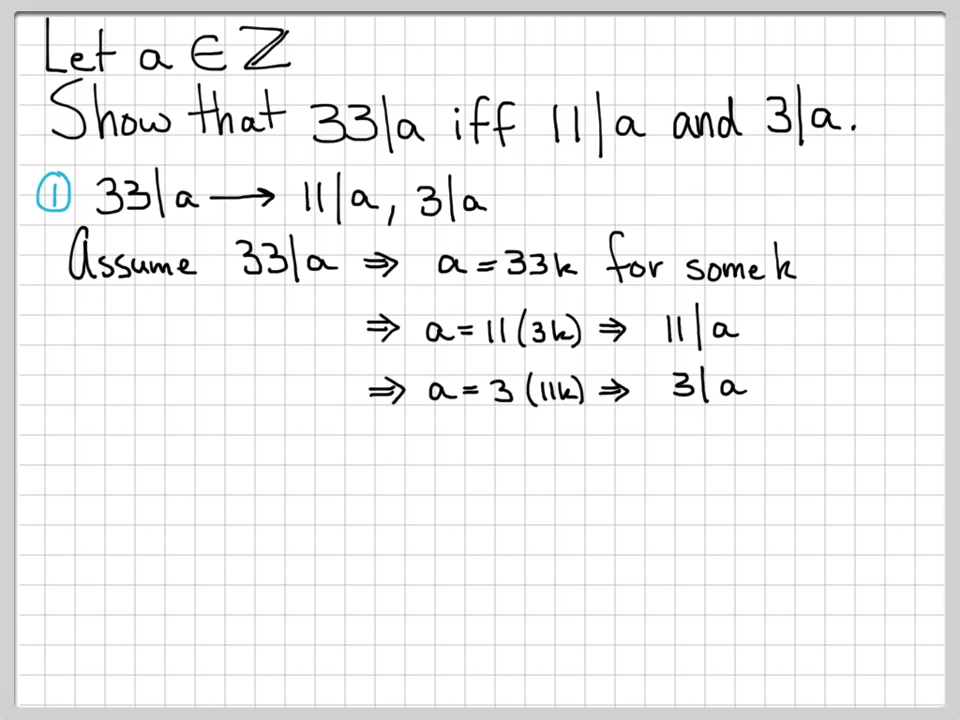 Let a ∈ ℤ
Show that 33|a iff 11|a and 3|a.
① 33|a ⟶ 11|a, 3|a
Assume 33|a ⇒ a = 33k for some k
⇒ a = 11(3k) ⇒ 11|a
⇒ a = 3(11k) ⇒ 3|a